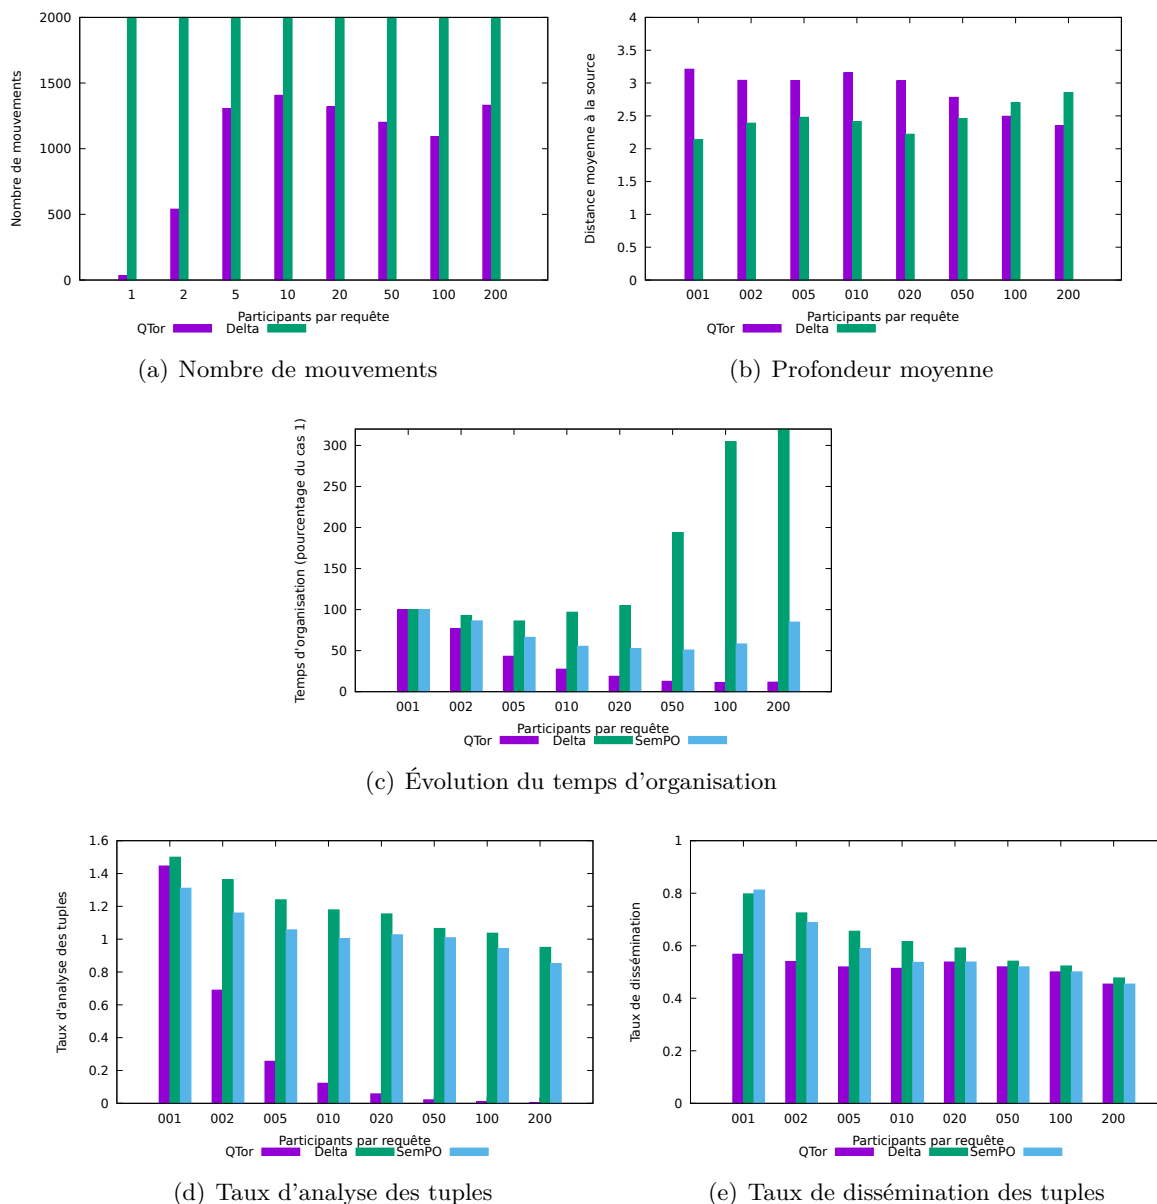 2000
1500
1000
500
0
Nombre de mouvements
1 2 5 10 20 50 100 200
Participants par requête
QTor Delta
(a) Nombre de mouvements
4
3.5
3
2.5
2
1.5
1
0.5
0
Distance moyenne à la source
001 002 005 010 020 050 100 200
Participants par requête
QTor Delta
(b) Profondeur moyenne
300
250
200
150
100
50
0
Temps d'organisation (pourcentage du cas 1)
001 002 005 010 020 050 100 200
Participants par requête
QTor Delta SemPO
(c) Évolution du temps d'organisation
1.6
1.4
1.2
1
0.8
0.6
0.4
0.2
0
Taux d'analyse des tuples
001 002 005 010 020 050 100 200
Participants par requête
QTor Delta SemPO
(d) Taux d'analyse des tuples
1
0.8
0.6
0.4
0.2
0
Taux de dissémination
001 002 005 010 020 050 100 200
Participants par requête
QTor Delta SemPO
(e) Taux de dissémination des tuples